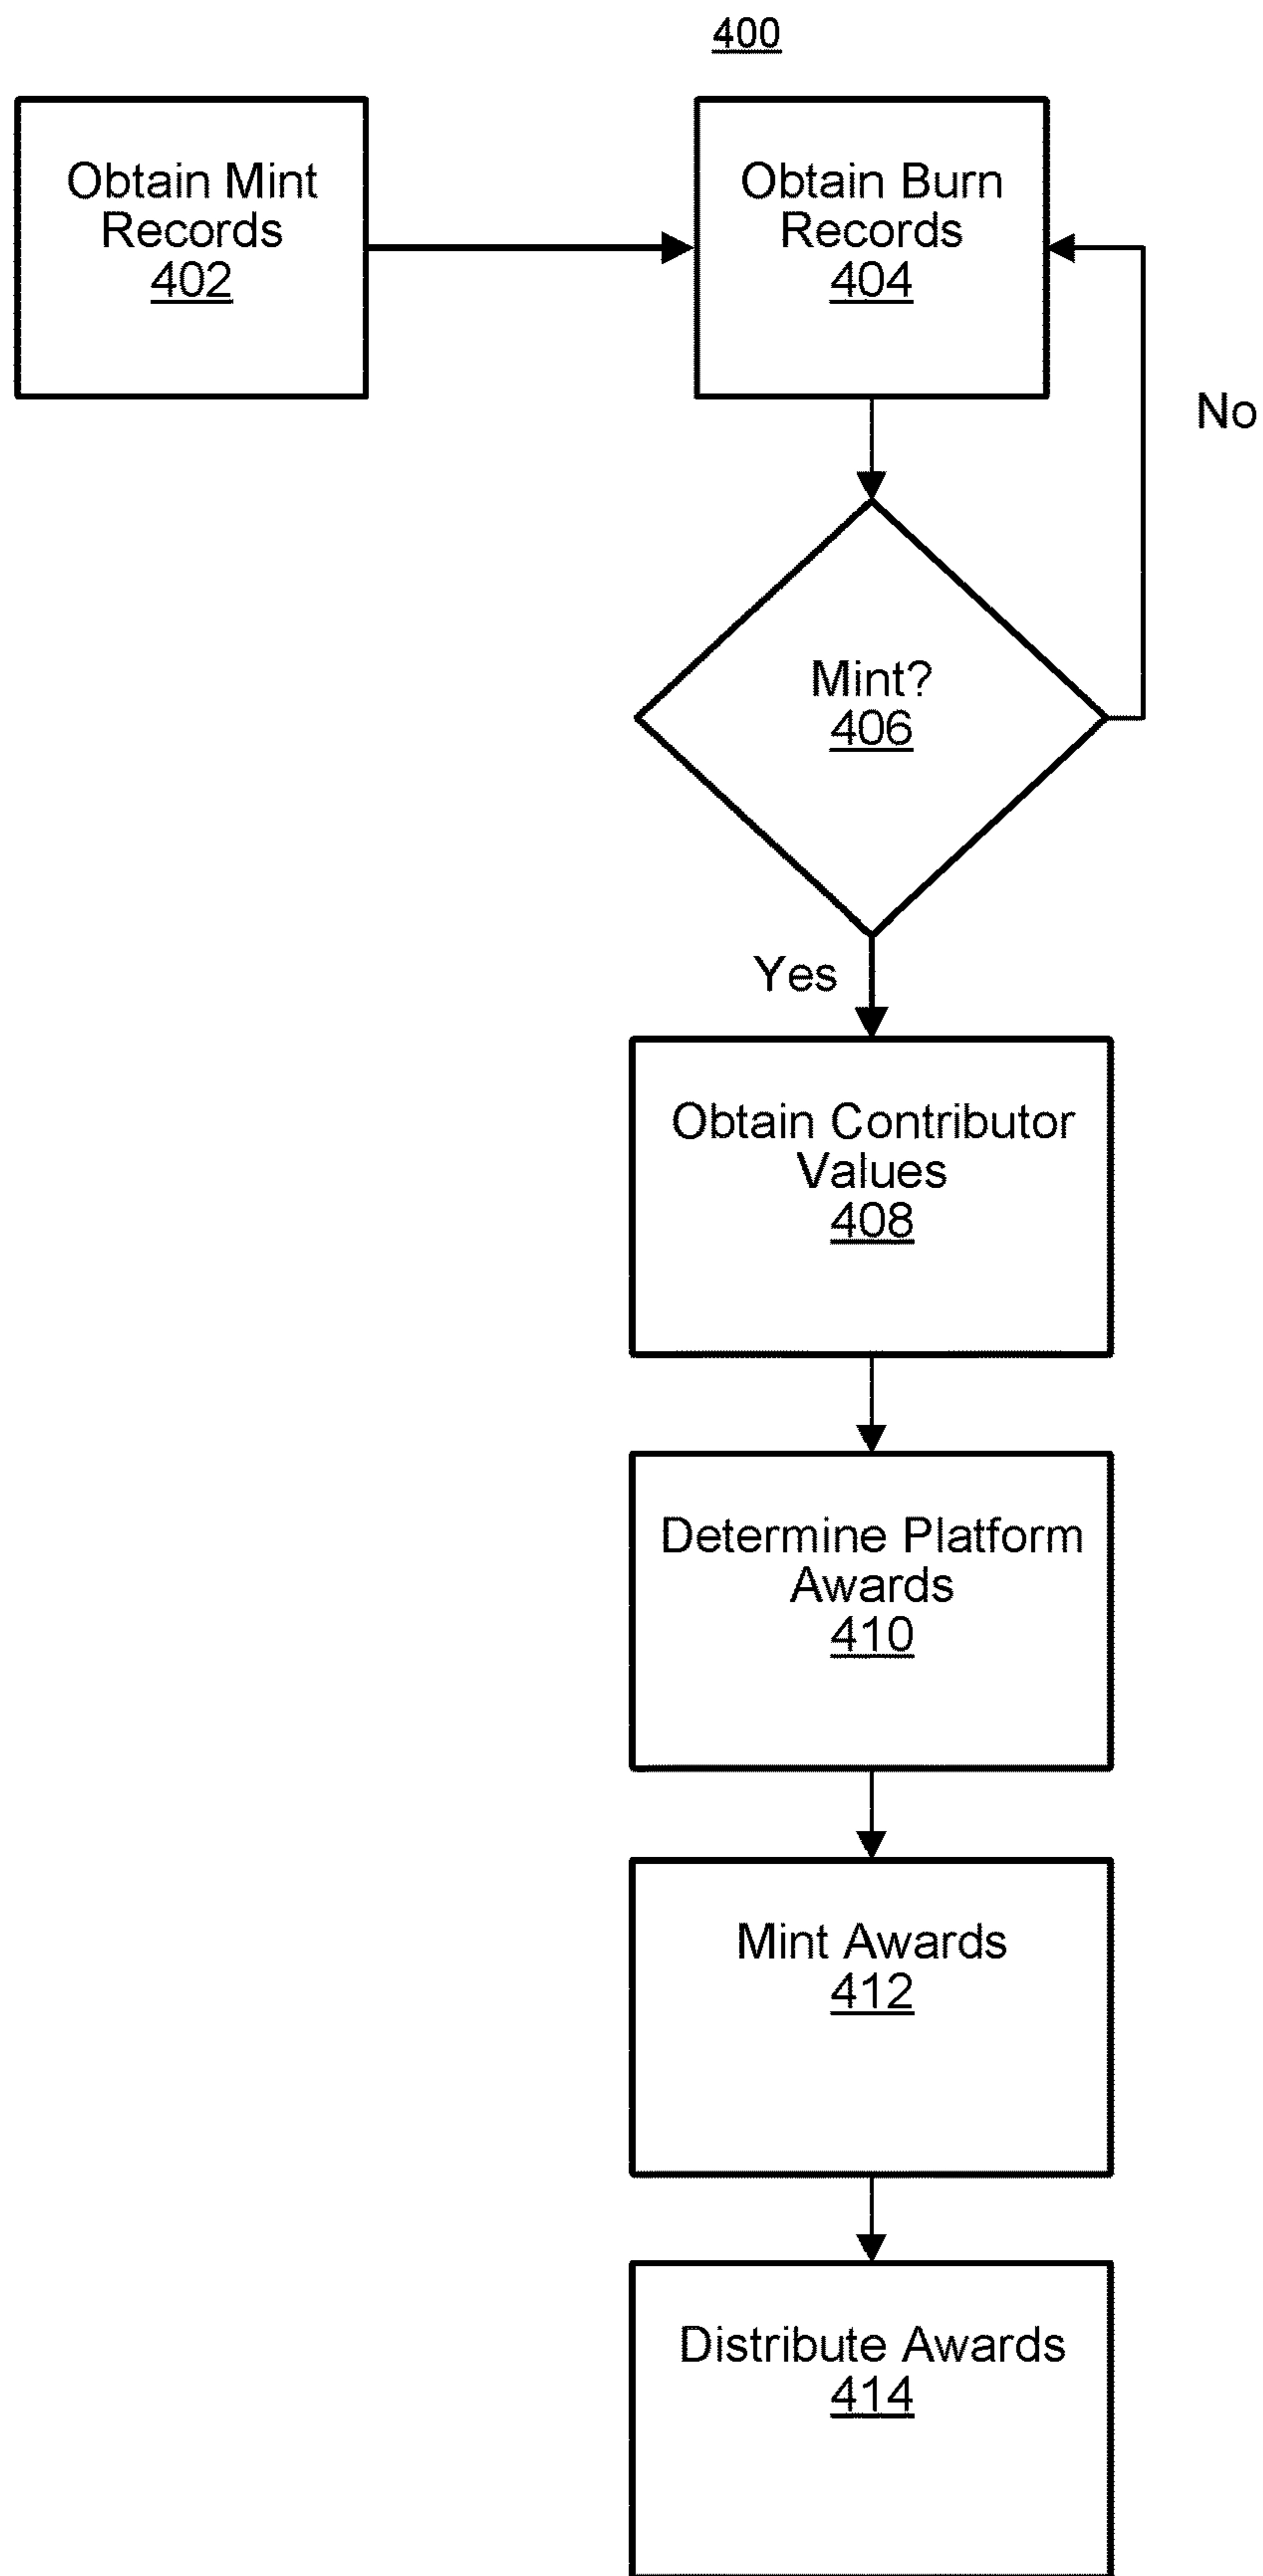 400
Obtain Mint
Records
402
Obtain Burn
Records
404
No
Mint?
406
Yes
Obtain Contributor
Values
408
Determine Platform
Awards
410
Mint Awards
412
Distribute Awards
414